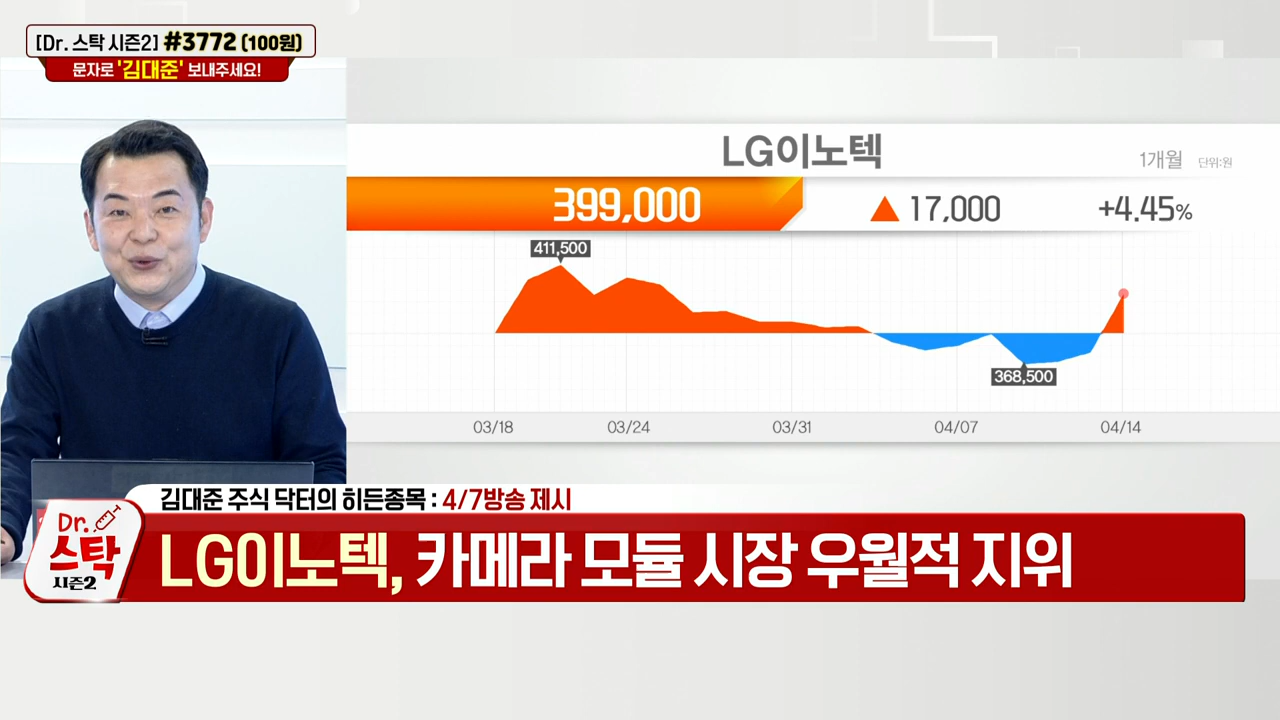 [Dr. 스탁 시즌2] #3772 (100원)
문자로 '김대준' 보내주세요!
LG이노텍
1개월 단위:원
399,000 ▲ 17,000 +4.45%
411,500
368,500
03/18 03/24 03/31 04/07 04/14
김대준 주식 닥터의 히든종목 : 4/7방송 제시
Dr.
스탁
시즌2
LG이노텍, 카메라 모듈 시장 우월적 지위